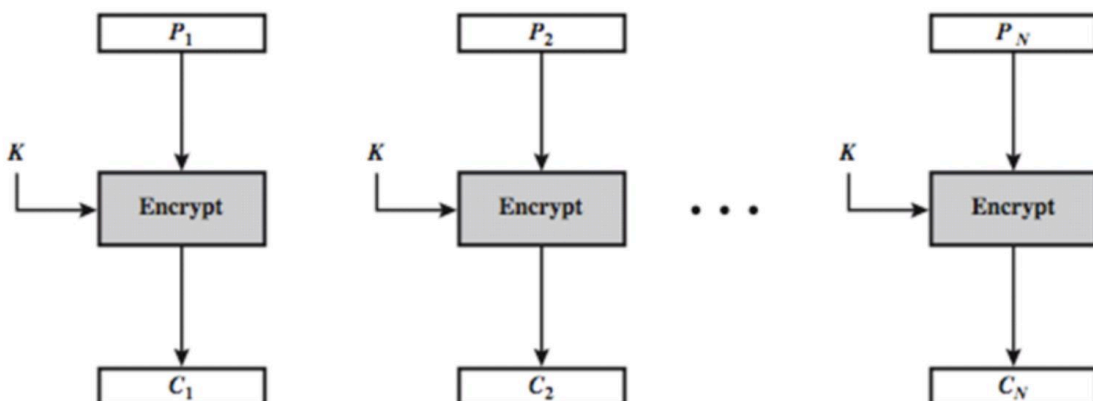 P1 P2 PN
K K K
Encrypt Encrypt • • • Encrypt
C1 C2 CN